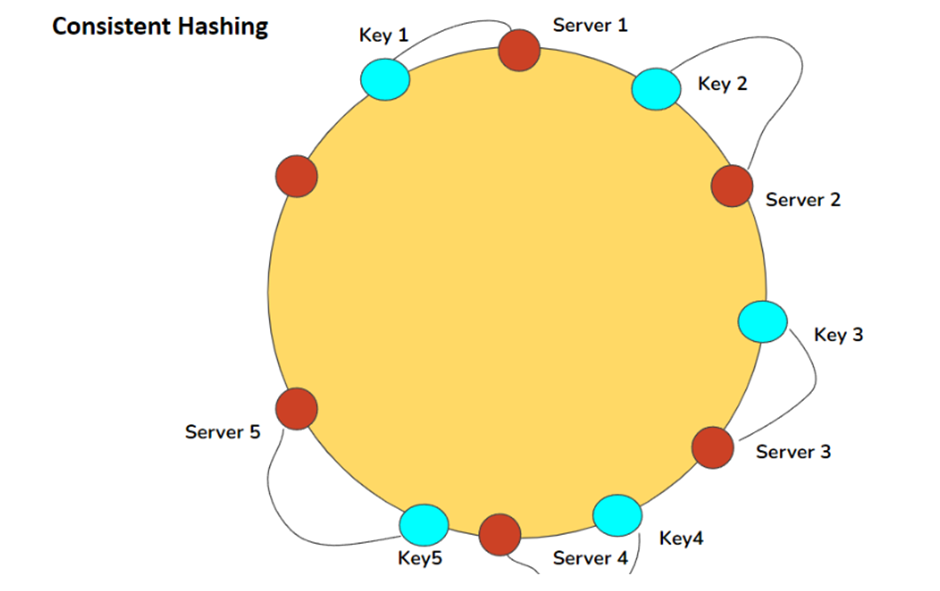 Consistent Hashing
Key 1
Server 1
Key 2
Server 2
Key 3
Server 3
Key4
Server 4
Key5
Server 5